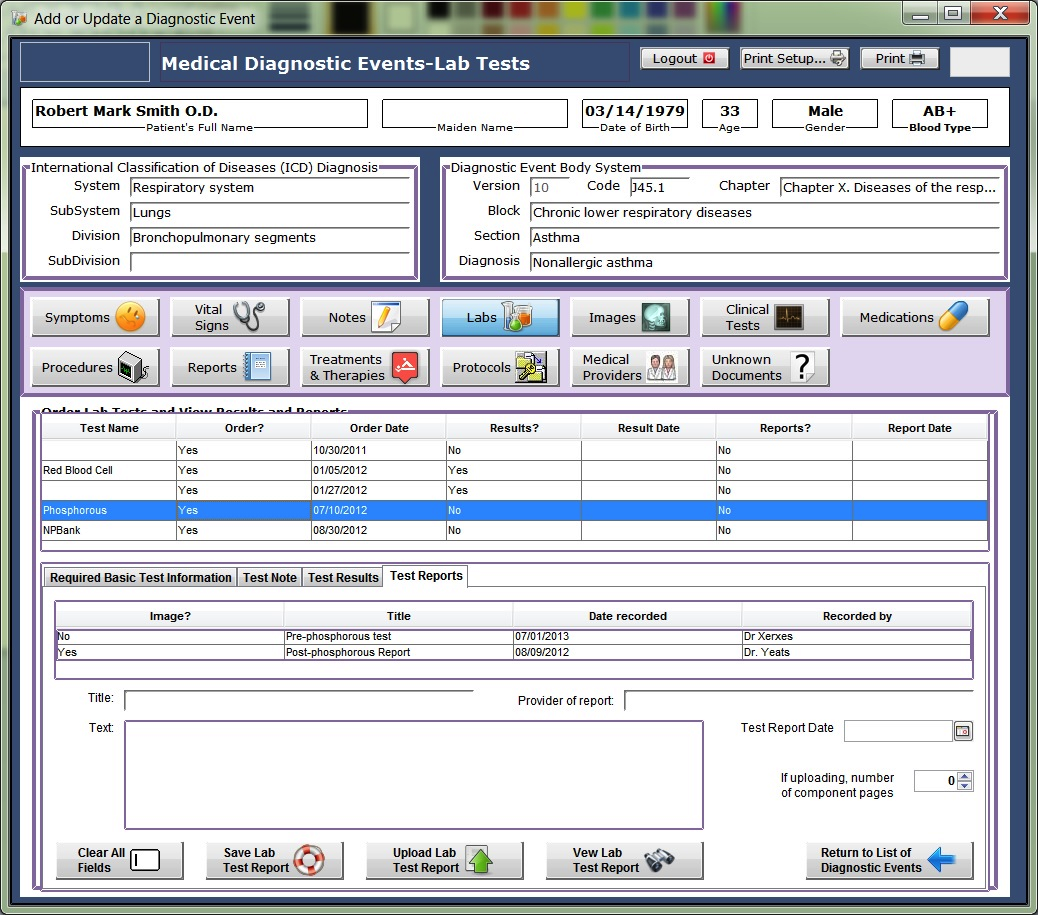 Add or Update a Diagnostic Event
Medical Diagnostic Events-Lab Tests
Logout
Print Setup...
Print
Robert Mark Smith O.D.
03/14/1979
33
Male
AB+
Patient's Full Name
Maiden Name
Date of Birth
Age
Gender
Blood Type
International Classification of Diseases (ICD) Diagnosis
System Respiratory system
SubSystem Lungs
Division Bronchopulmonary segments
SubDivision
Diagnostic Event Body System
Version 10 Code J45.1 Chapter Chapter X. Diseases of the resp...
Block Chronic lower respiratory diseases
Section Asthma
Diagnosis Nonallergic asthma
Symptoms
Vital
Signs
Notes
Labs
Images
Clinical
Tests
Medications
Procedures
Reports
Treatments
& Therapies
Protocols
Medical
Providers
Unknown
Documents
Order Lab Tests and View Results and Reports
Test Name Order? Order Date Results? Result Date Reports? Report Date
Yes 10/30/2011 No No
Red Blood Cell Yes 01/05/2012 Yes No
Yes 01/27/2012 Yes No
Phosphorous Yes 07/10/2012 No No
NPBank Yes 08/30/2012 No No
Required Basic Test Information Test Note Test Results Test Reports
Image? Title Date recorded Recorded by
No Pre-phosphorous test 07/01/2013 Dr Xerxes
Yes Post-phosphorous Report 08/09/2012 Dr. Yeats
Title:
Provider of report:
Text:
Test Report Date
If uploading, number
of component pages
0
Clear All
Fields
Save Lab
Test Report
Upload Lab
Test Report
Vew Lab
Test Report
Return to List of
Diagnostic Events